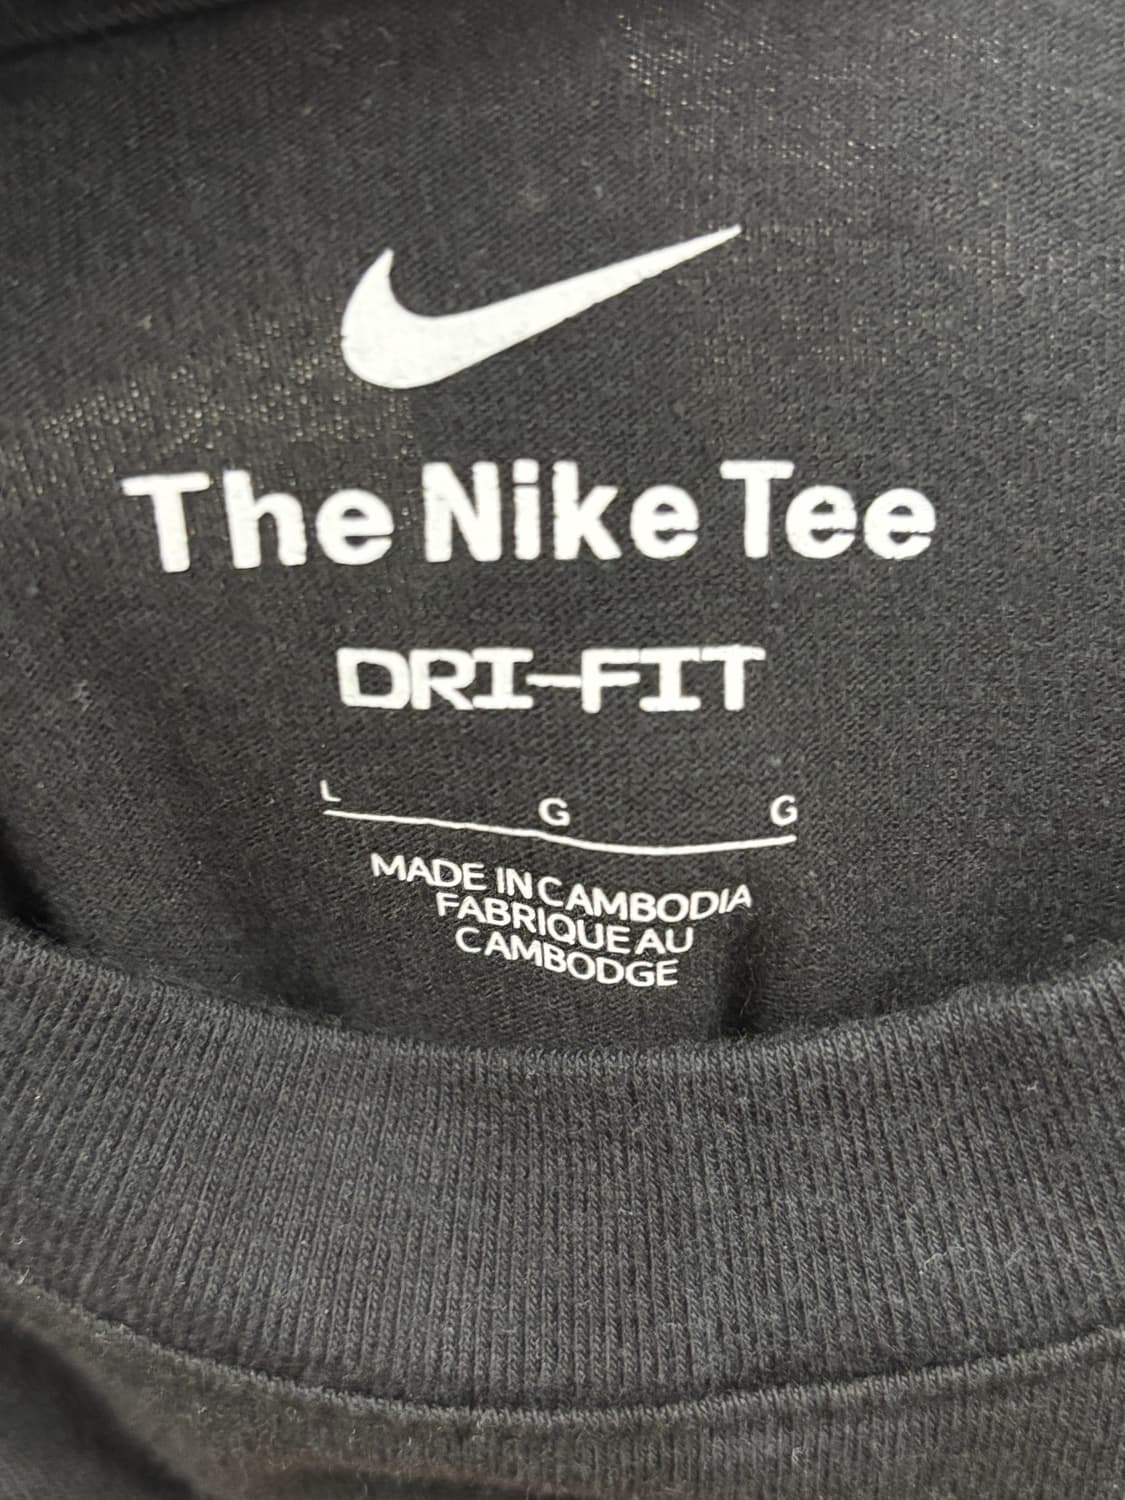 The Nike Tee
DRI-FIT
L G G
MADE IN CAMBODIA
FABRIQUE AU
CAMBODGE